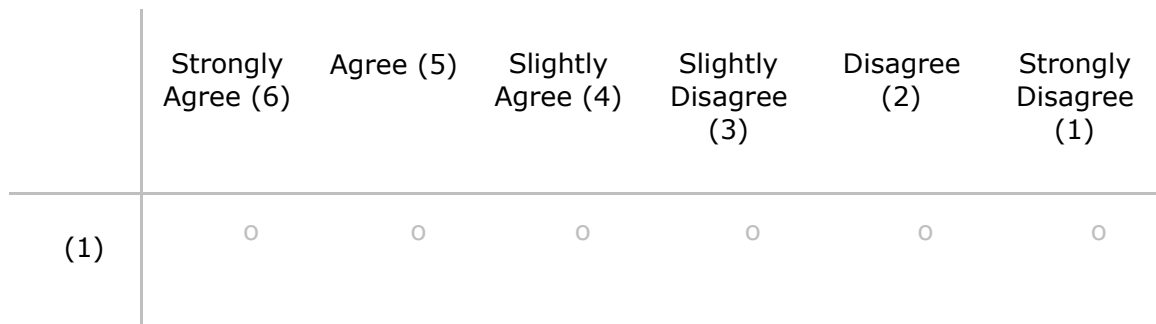 Strongly Agree (6) Agree (5) Slightly Agree (4) Slightly Disagree (3) Disagree (2) Strongly Disagree (1)
(1) o o o o o o